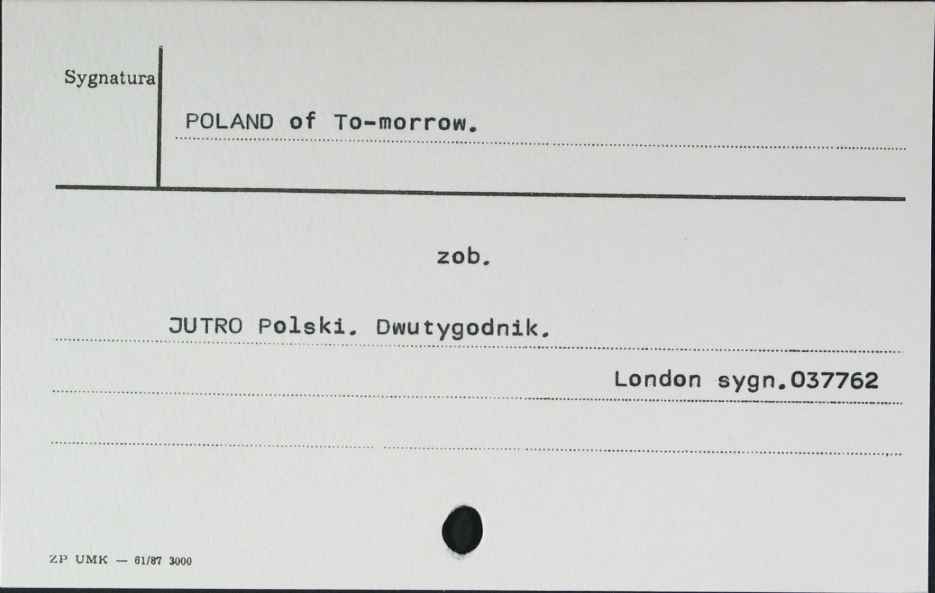 Sygnatura
POLAND of To-morrow.
zob.
JUTRO Polski. Dwutygodnik.
London sygn.037762
ZP UMK — 61/87 3000